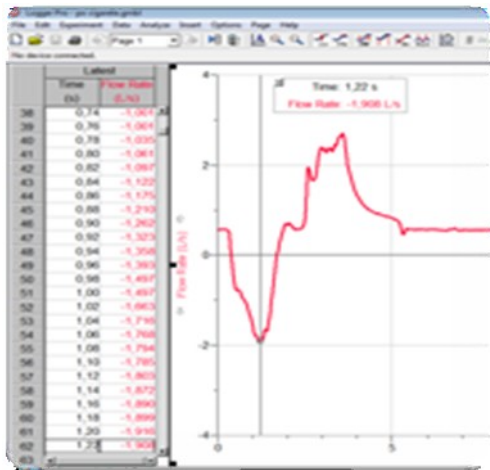 Logger Pro - po cigarete.gmbl
File Edit Experiment Data Analyze Insert Options Page Help
Page 1
No device connected.
Latest
Time Flow Rate
(s) (L/s)
38 0,74 -1,001
39 0,76 -1,001
40 0,78 -1,035
41 0,80 -1,061
42 0,82 -1,097
43 0,84 -1,122
44 0,86 -1,175
45 0,88 -1,210
46 0,90 -1,262
47 0,92 -1,323
48 0,94 -1,358
49 0,96 -1,393
50 0,98 -1,497
51 1,00 -1,497
52 1,02 -1,663
53 1,04 -1,716
54 1,06 -1,768
55 1,08 -1,794
56 1,10 -1,785
57 1,12 -1,803
58 1,14 -1,872
59 1,16 -1,890
60 1,18 -1,899
61 1,20 -1,916
62 1,22 -1,908
63
Flow Rate (L/s)
4
2
0
-2
-4
0 5
Time: 1,22 s
Flow Rate: -1,908 L/s